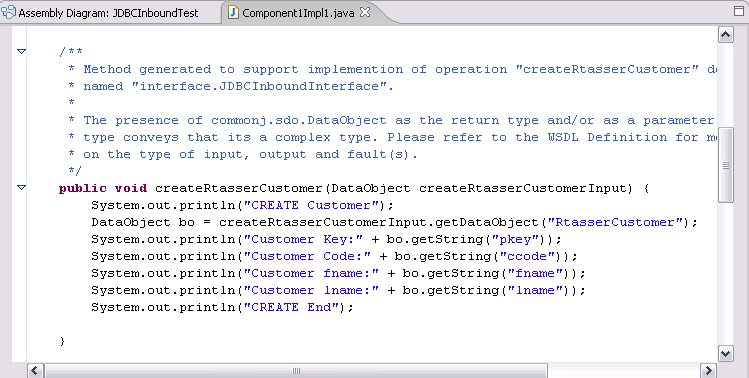 Assembly Diagram: JDBCInboundTest
Component1Impl1.java
/**
* Method generated to support implemention of operation "createRtasserCustomer" de
* named "interface.JDBCInboundInterface".
*
* The presence of commonj.sdo.DataObject as the return type and/or as a parameter
* type conveys that its a complex type. Please refer to the WSDL Definition for m
* on the type of input, output and fault(s).
*/
public void createRtasserCustomer(DataObject createRtasserCustomerInput) {
System.out.println("CREATE Customer");
DataObject bo = createRtasserCustomerInput.getDataObject("RtasserCustomer");
System.out.println("Customer Key:" + bo.getString("pkey"));
System.out.println("Customer Code:" + bo.getString("ccode"));
System.out.println("Customer fname:" + bo.getString("fname"));
System.out.println("Customer lname:" + bo.getString("lname"));
System.out.println("CREATE End");
}